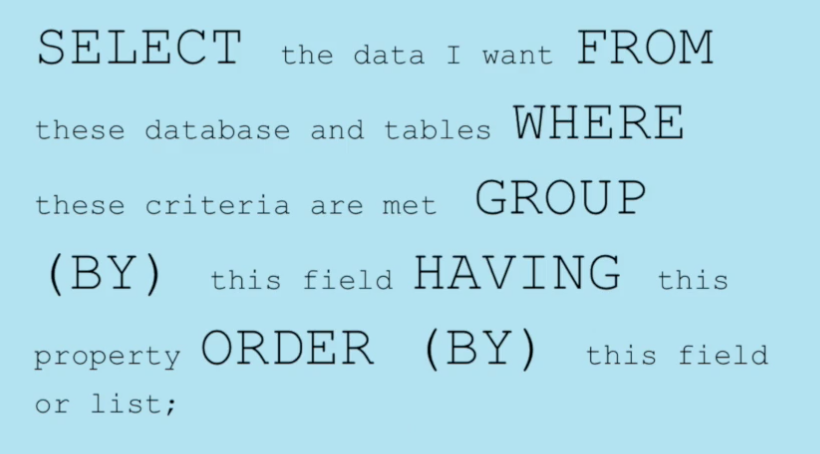 SELECT the data I want FROM
these database and tables WHERE
these criteria are met GROUP
(BY) this field HAVING this
property ORDER (BY) this field
or list;